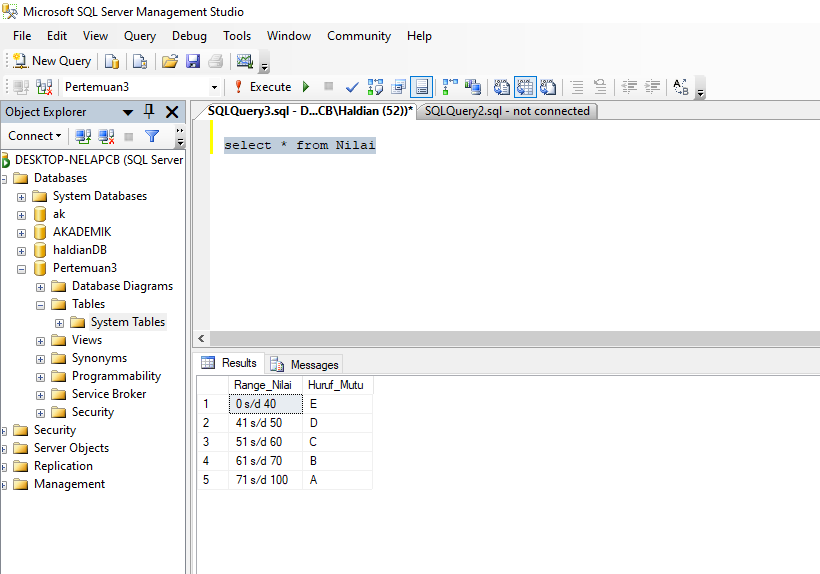 Microsoft SQL Server Management Studio
File Edit View Query Debug Tools Window Community Help
New Query
Pertemuan3 Execute
Object Explorer
Connect
DESKTOP-NELAPCB (SQL Server
Databases
System Databases
ak
AKADEMIK
haldianDB
Pertemuan3
Database Diagrams
Tables
System Tables
Views
Synonyms
Programmability
Service Broker
Security
Security
Server Objects
Replication
Management
SQLQuery3.sql - D...CB\Haldian (52))* SQLQuery2.sql - not connected
select * from Nilai
Results Messages
Range_Nilai Huruf_Mutu
1 0 s/d 40 E
2 41 s/d 50 D
3 51 s/d 60 C
4 61 s/d 70 B
5 71 s/d 100 A